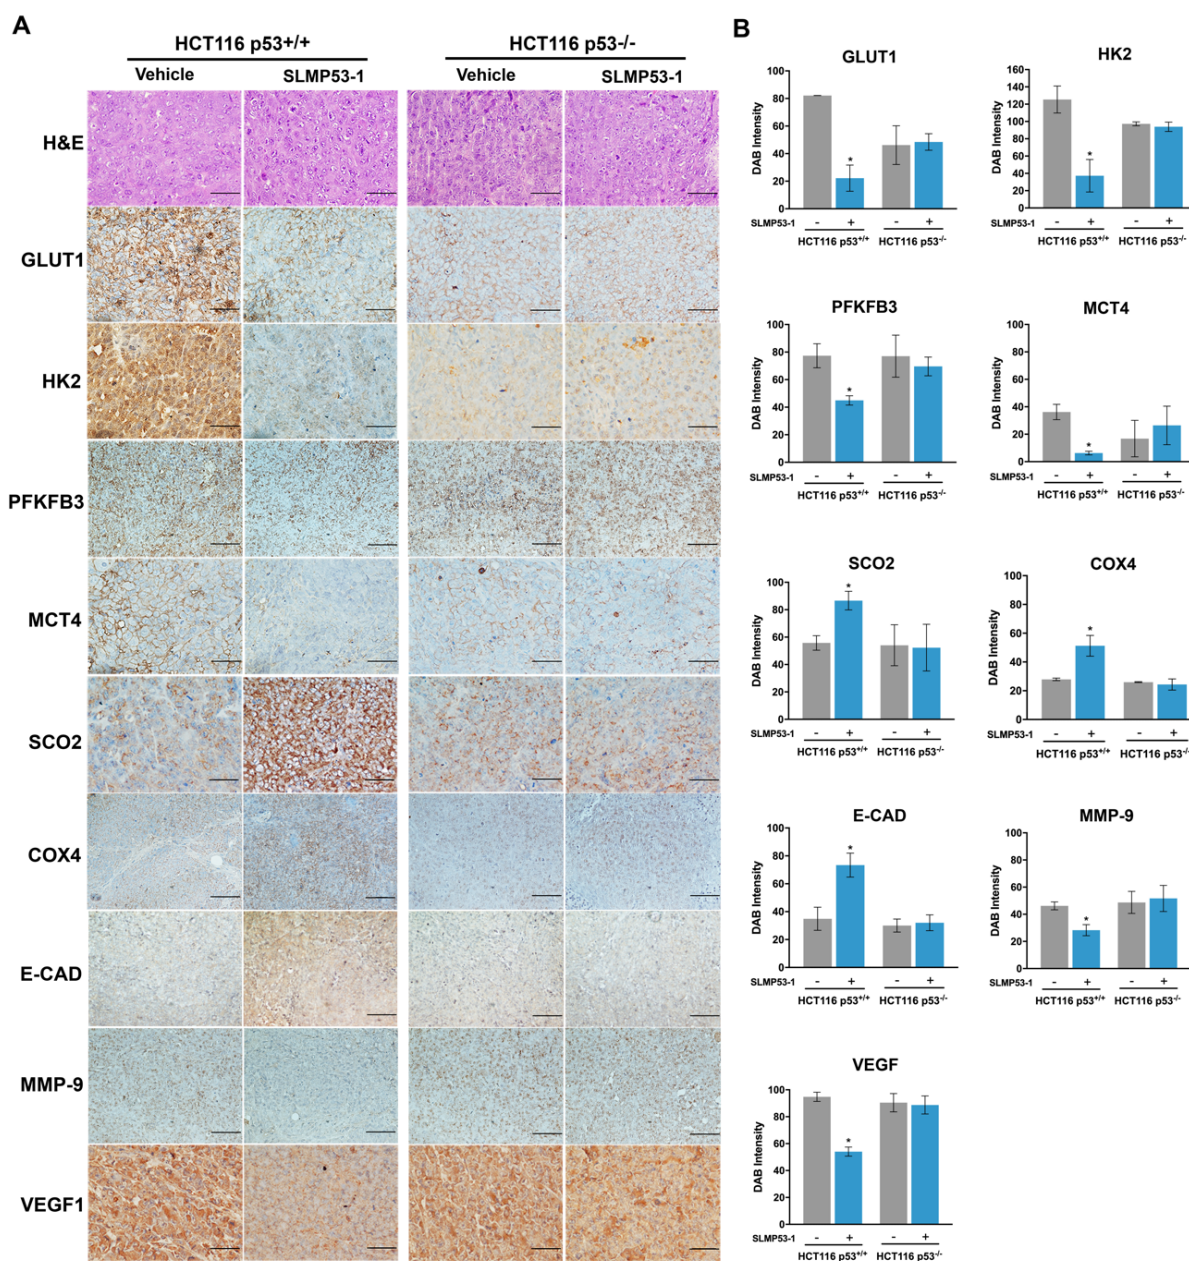 A
HCT116 p53+/+ HCT116 p53-/-
Vehicle SLMP53-1 Vehicle SLMP53-1
H&E
GLUT1
HK2
PFKFB3
MCT4
SCO2
COX4
E-CAD
MMP-9
VEGF1
B
GLUT1
DAB Intensity
80
60
40
20
0
- + - +
SLMP53-1
HCT116 p53+/+ HCT116 p53-/-
HK2
DAB Intensity
160
140
120
100
80
60
40
20
0
- + - +
SLMP53-1
HCT116 p53+/+ HCT116 p53-/-
*
*
PFKFB3
DAB Intensity
100
80
60
40
20
0
*
- + - +
SLMP53-1
HCT116 p53+/+ HCT116 p53-/-
MCT4
DAB Intensity
100
80
60
40
20
0
*
- + - +
SLMP53-1
HCT116 p53+/+ HCT116 p53-/-
SCO2
DAB Intensity
100
80
60
40
20
0
*
- + - +
SLMP53-1
HCT116 p53+/+ HCT116 p53-/-
COX4
DAB Intensity
100
80
60
40
20
0
*
- + - +
SLMP53-1
HCT116 p53+/+ HCT116 p53-/-
E-CAD
DAB Intensity
100
80
60
40
20
0
*
- + - +
SLMP53-1
HCT116 p53+/+ HCT116 p53-/-
MMP-9
DAB Intensity
100
80
60
40
20
0
*
- + - +
SLMP53-1
HCT116 p53+/+ HCT116 p53-/-
VEGF
DAB Intensity
100
80
60
40
20
0
*
- + - +
SLMP53-1
HCT116 p53+/+ HCT116 p53-/-